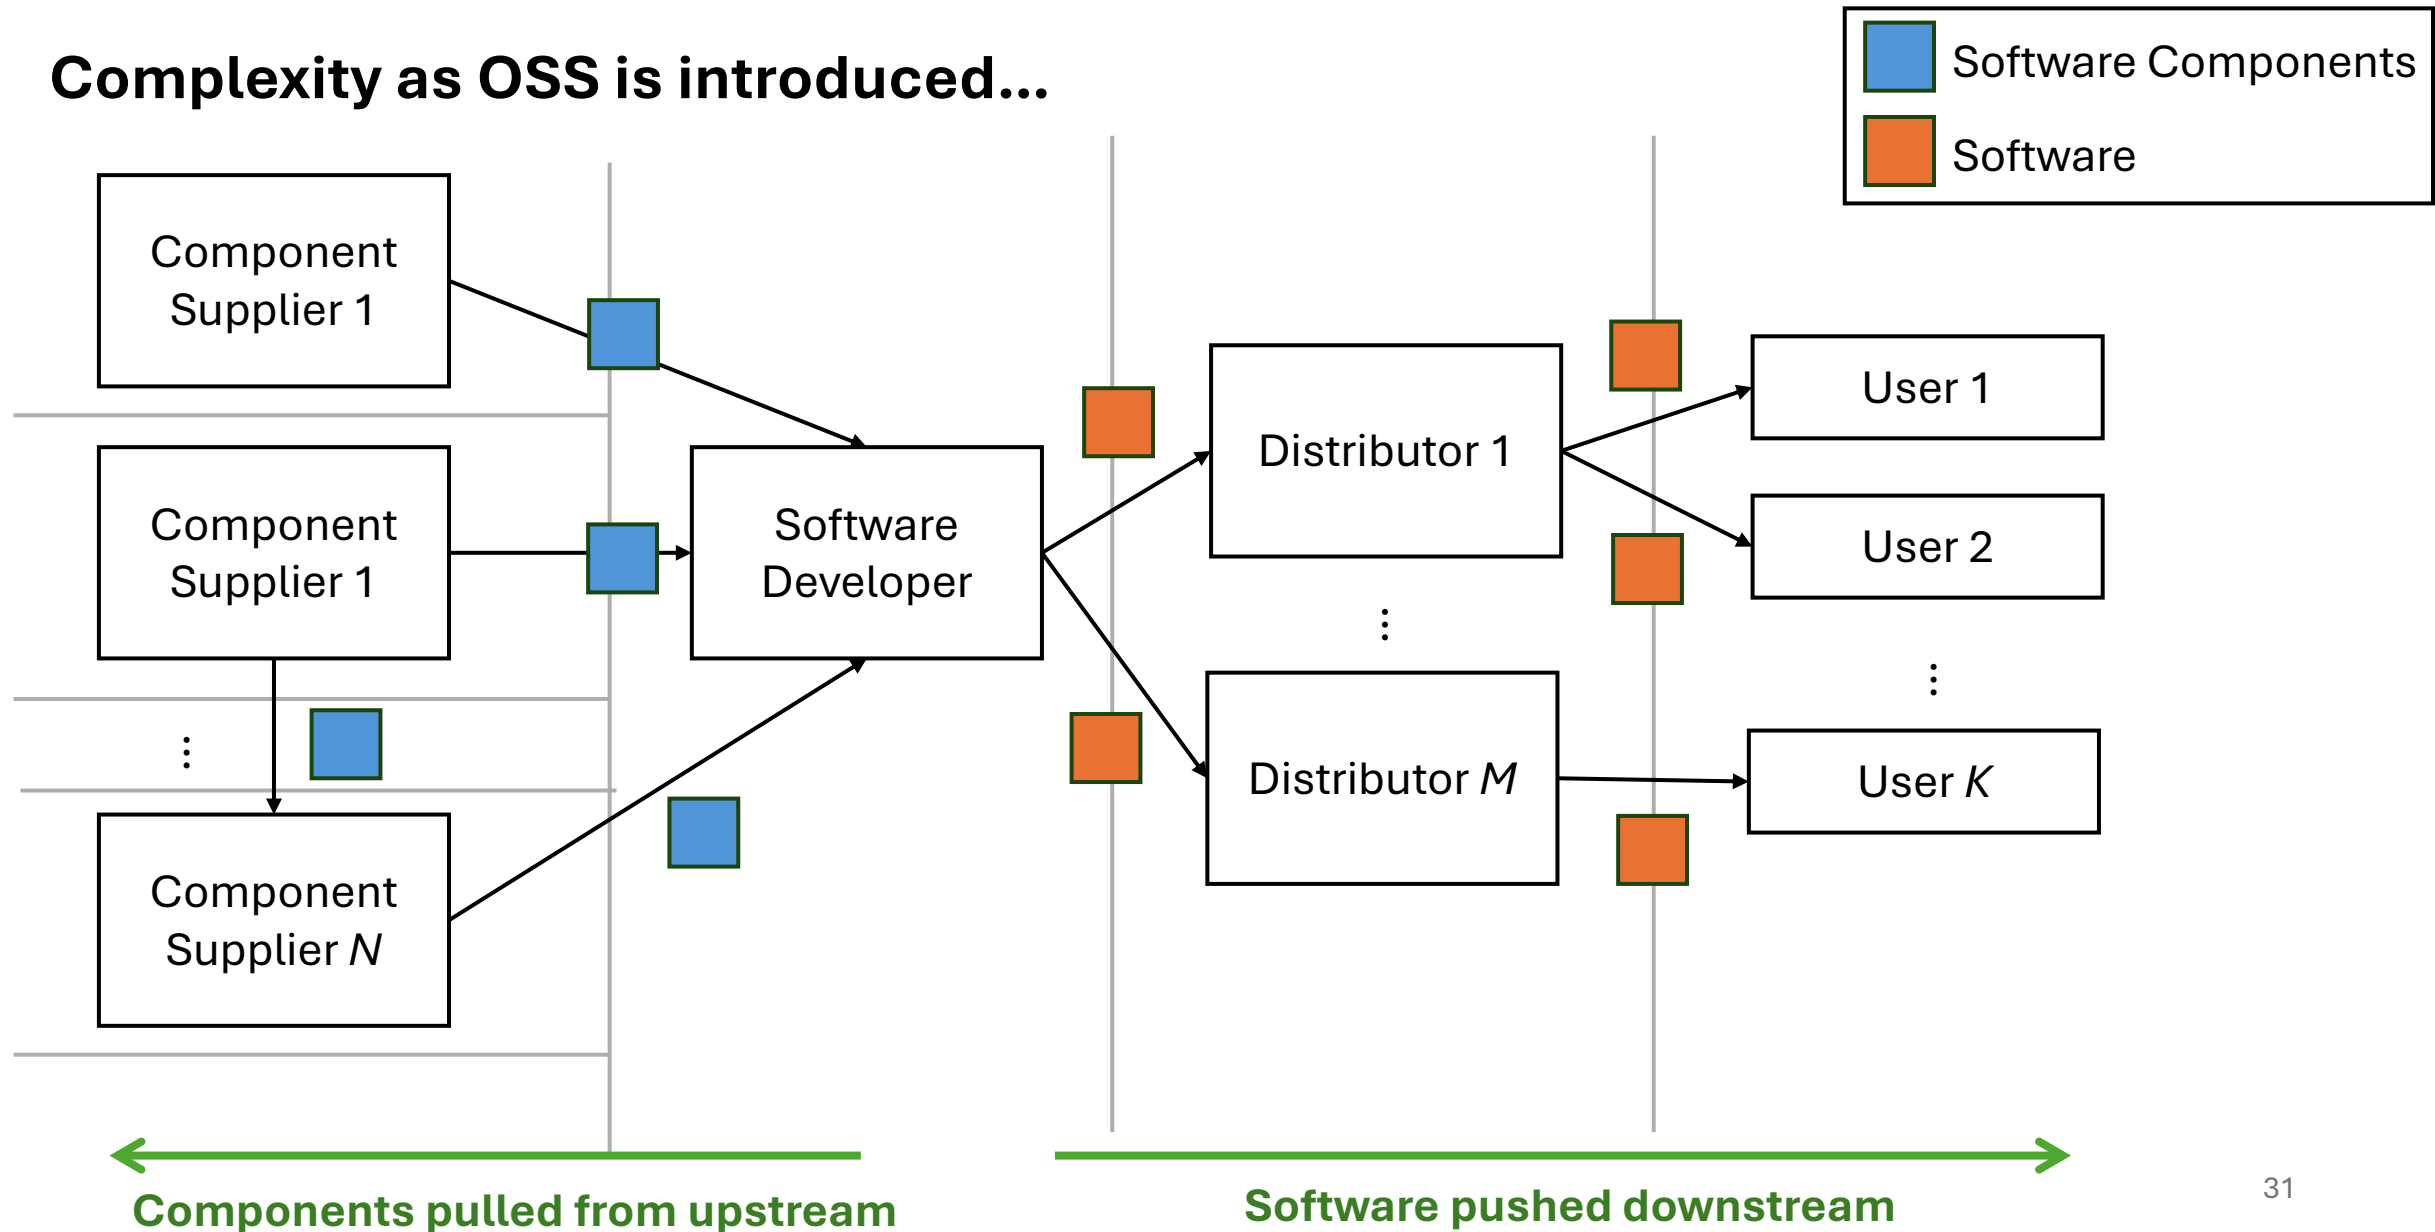 Complexity as OSS is introduced...
Software Components
Software
Component
Supplier 1
Component
Supplier 1
⋮
Component
Supplier N
Software
Developer
Distributor 1
⋮
Distributor M
User 1
User 2
⋮
User K
Components pulled from upstream
Software pushed downstream
31